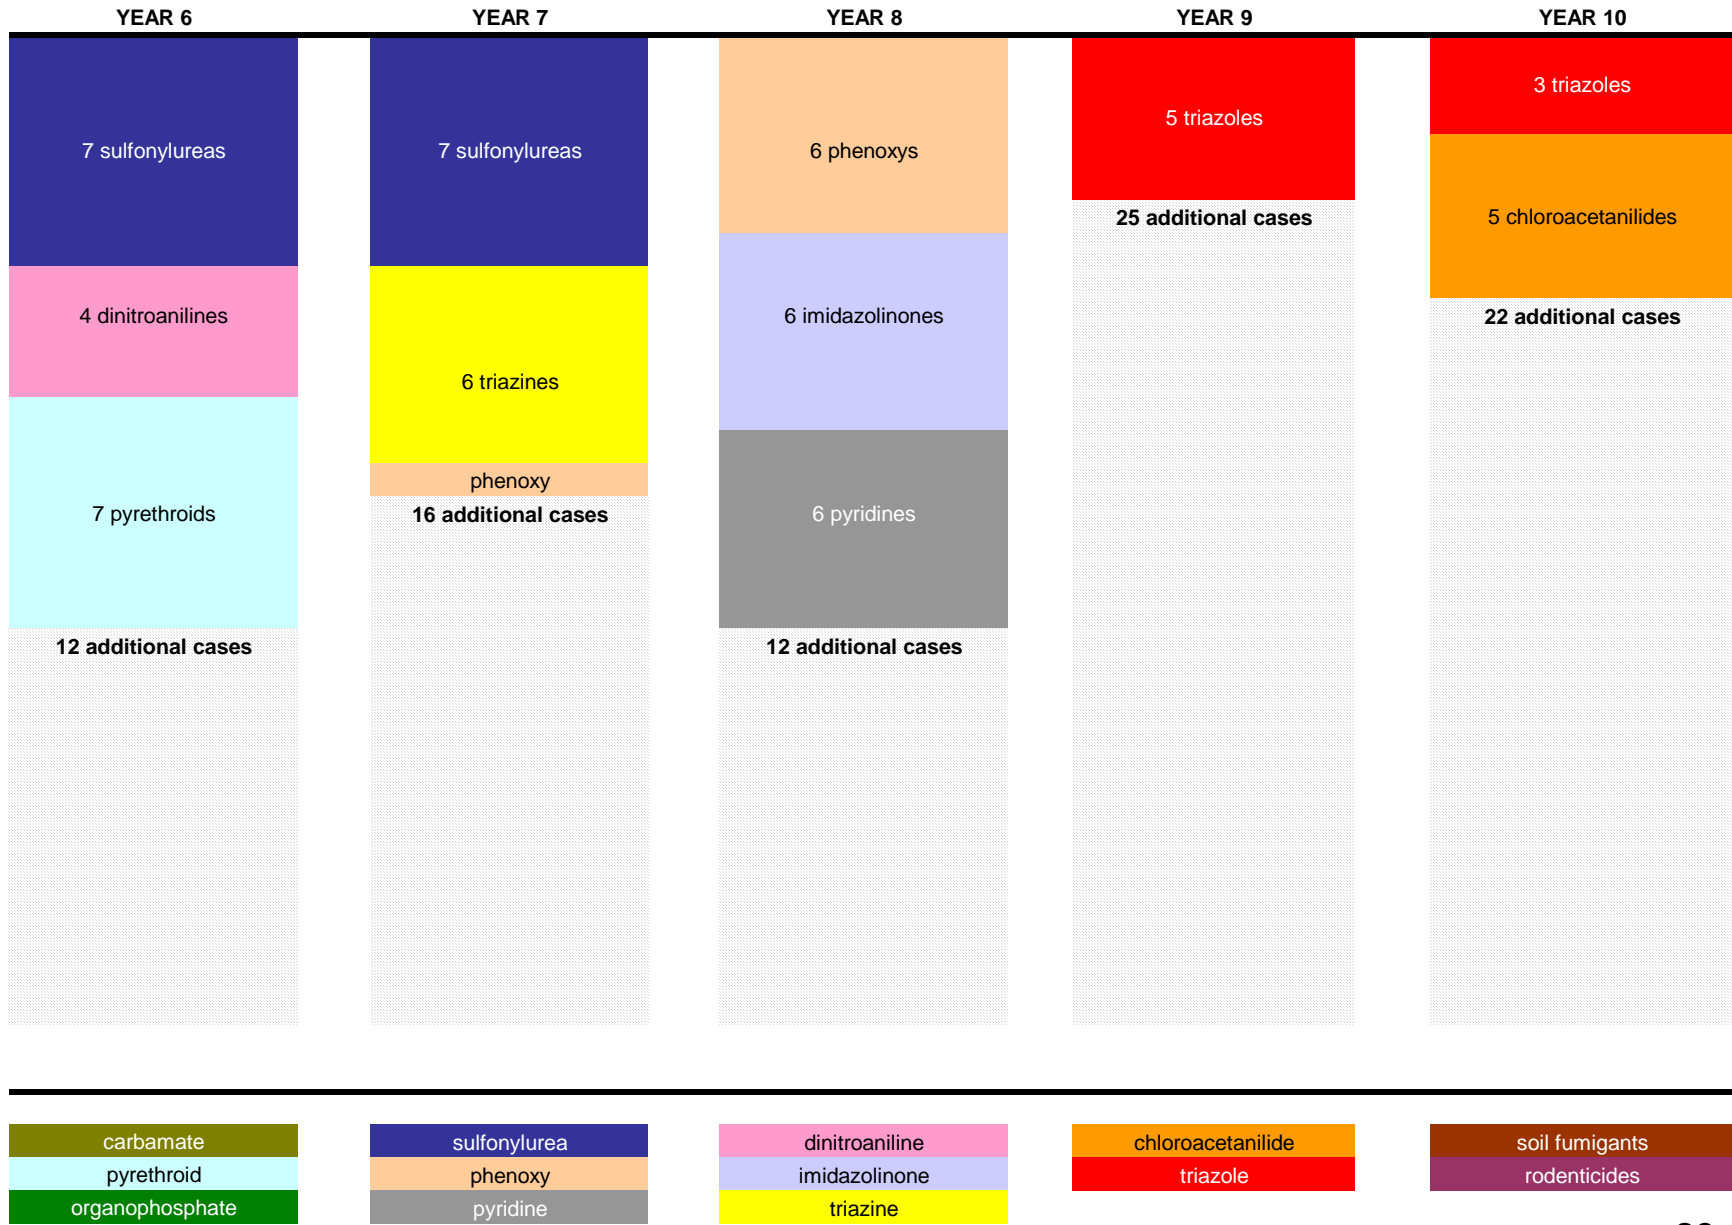 YEAR 6
YEAR 7
YEAR 8
YEAR 9
YEAR 10
7 sulfonylureas
4 dinitroanilines
7 pyrethroids
12 additional cases
7 sulfonylureas
6 triazines
phenoxy
16 additional cases
6 phenoxys
6 imidazolinones
6 pyridines
12 additional cases
5 triazoles
25 additional cases
3 triazoles
5 chloroacetanilides
22 additional cases
carbamate
pyrethroid
organophosphate
sulfonylurea
phenoxy
pyridine
dinitroaniline
imidazolinone
triazine
chloroacetanilide
triazole
soil fumigants
rodenticides